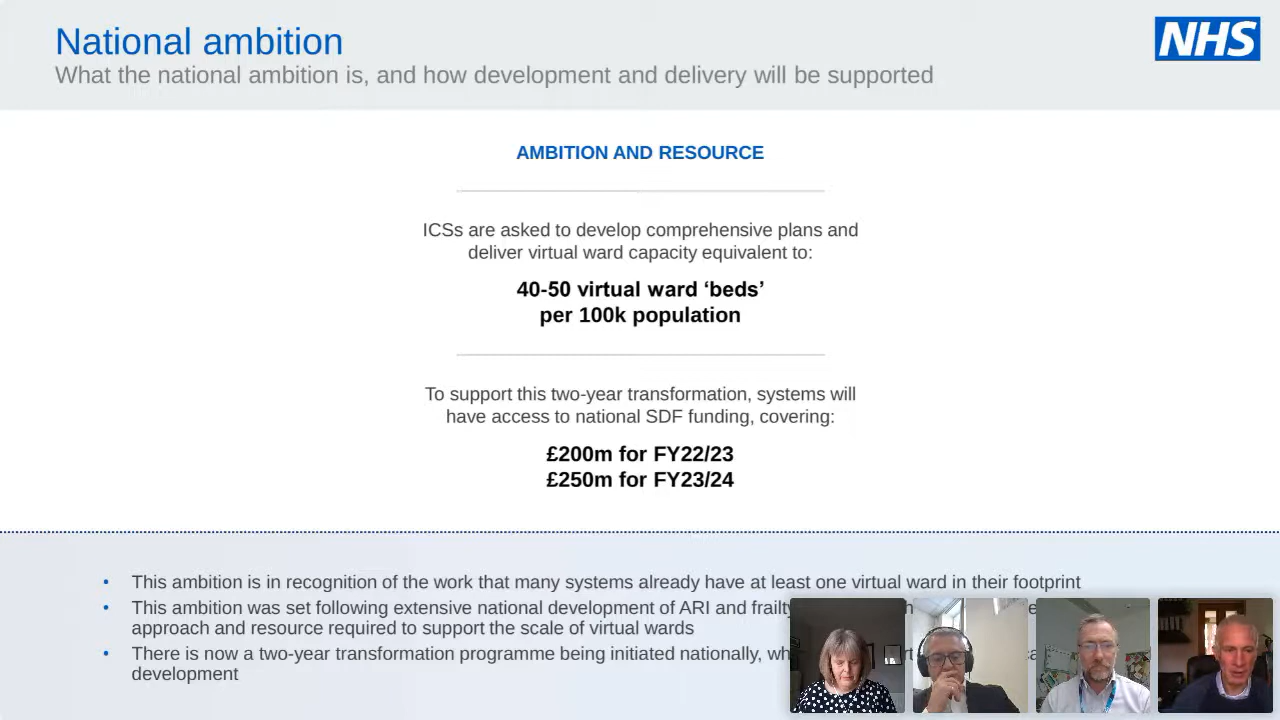 National ambition
NHS
What the national ambition is, and how development and delivery will be supported
AMBITION AND RESOURCE
ICSs are asked to develop comprehensive plans and
deliver virtual ward capacity equivalent to:
40-50 virtual ward ‘beds’
per 100k population
To support this two-year transformation, systems will
have access to national SDF funding, covering:
£200m for FY22/23
£250m for FY23/24
• This ambition is in recognition of the work that many systems already have at least one virtual ward in their footprint
• This ambition was set following extensive national development of ARI and frailty
approach and resource required to support the scale of virtual wards
• There is now a two-year transformation programme being initiated nationally,
development